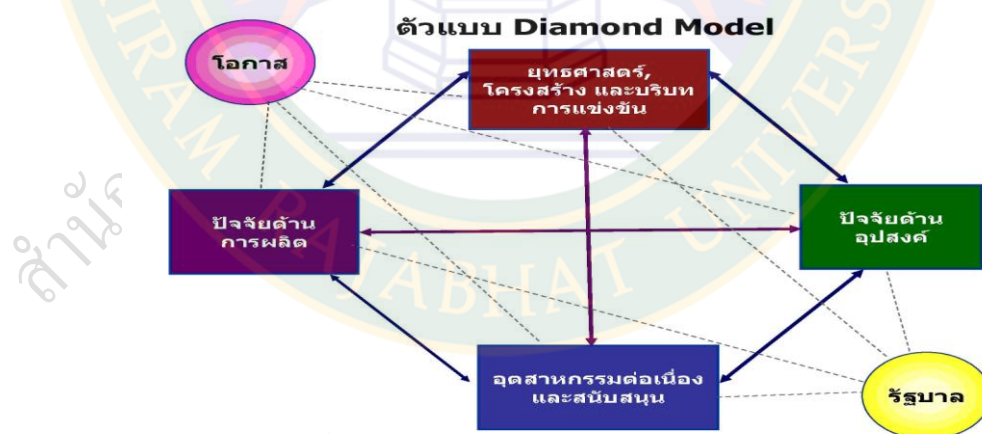 ตัวแบบ Diamond Model
โอกาส
ยุทธศาสตร์,
โครงสร้าง และบริบท
การแข่งขัน
ปัจจัยด้าน
การผลิต
ปัจจัยด้าน
อุปสงค์
อุตสาหกรรมต่อเนื่อง
และสนับสนุน
รัฐบาล
RAJABHAT